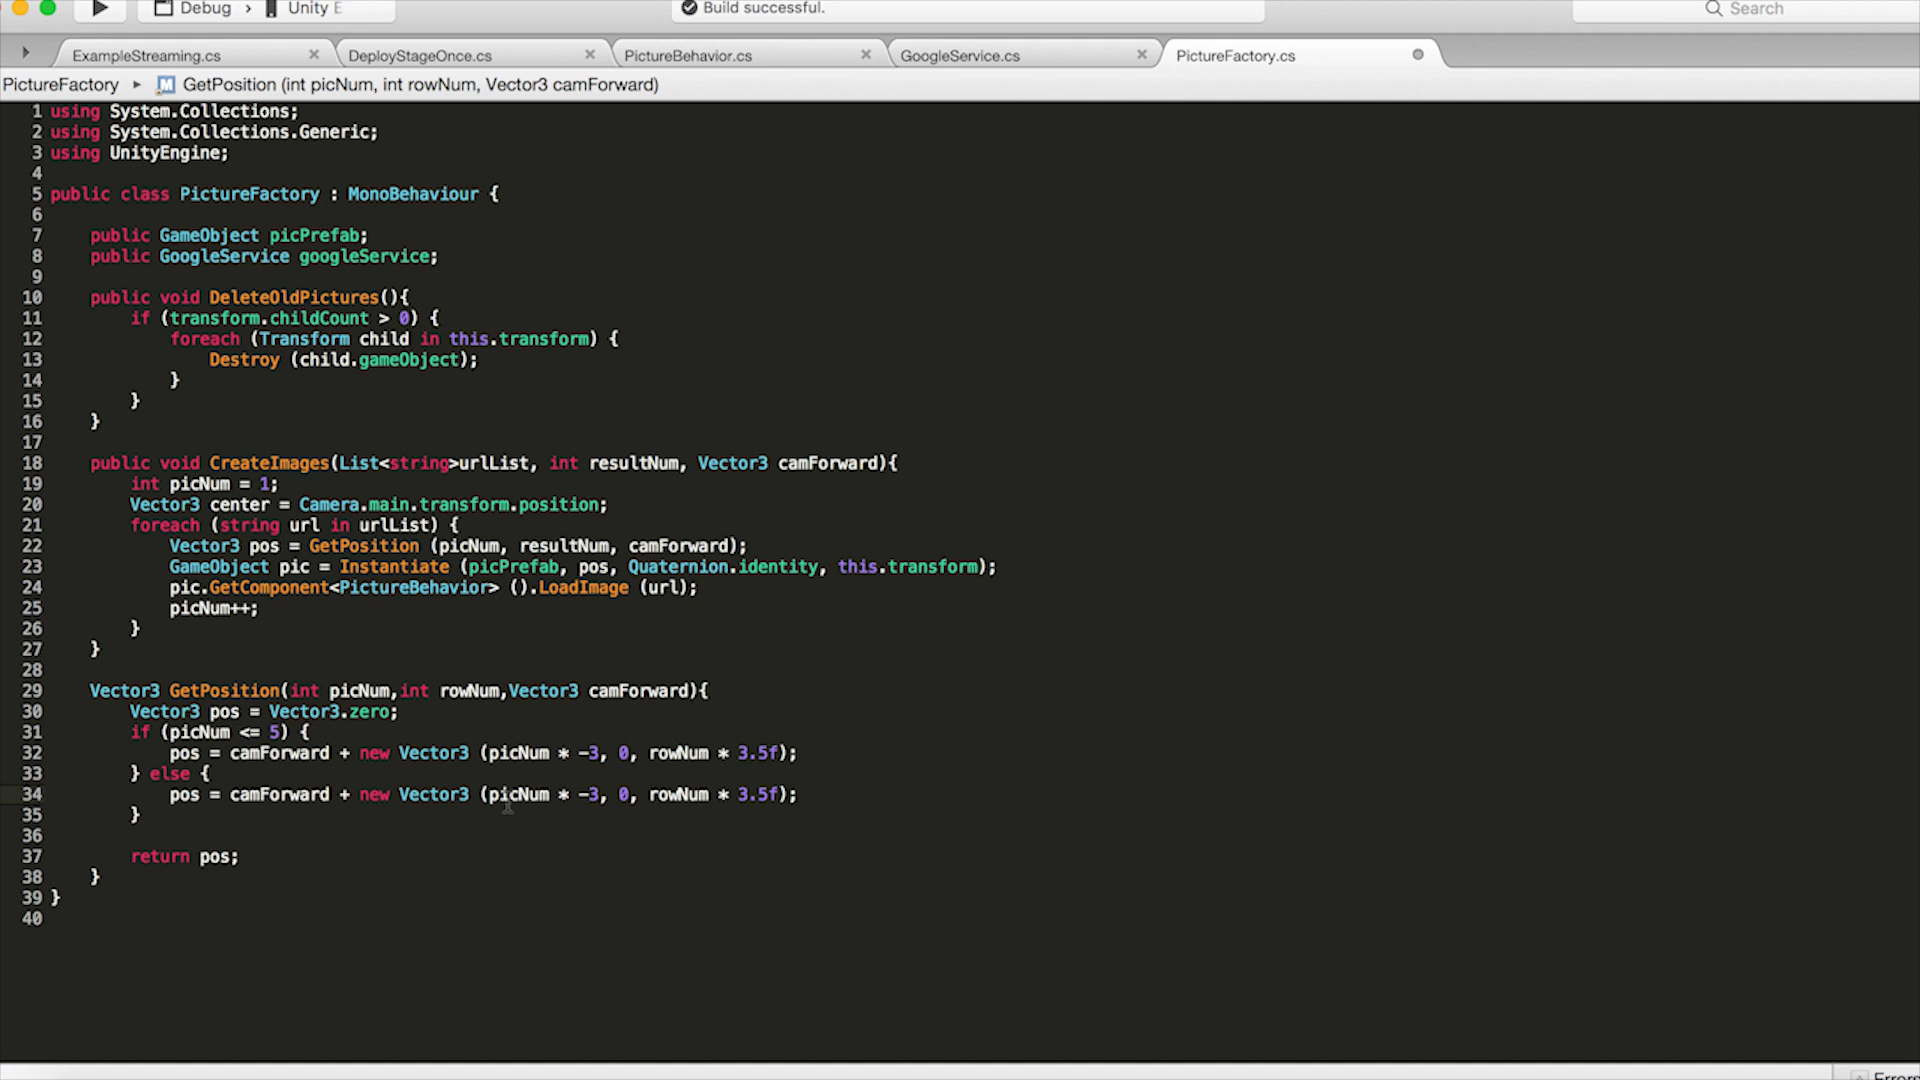 Debug > Unity E
Build successful.
Search
ExampleStreaming.cs
DeployStageOnce.cs
PictureBehavior.cs
GoogleService.cs
PictureFactory.cs
PictureFactory ▸ M GetPosition (int picNum, int rowNum, Vector3 camForward)
1 using System.Collections;
2 using System.Collections.Generic;
3 using UnityEngine;
4
5 public class PictureFactory : MonoBehaviour {
6
7     public GameObject picPrefab;
8     public GoogleService googleService;
9
10     public void DeleteOldPictures(){
11         if (transform.childCount > 0) {
12             foreach (Transform child in this.transform) {
13                 Destroy (child.gameObject);
14             }
15         }
16     }
17
18     public void CreateImages(List<string>urlList, int resultNum, Vector3 camForward){
19         int picNum = 1;
20         Vector3 center = Camera.main.transform.position;
21         foreach (string url in urlList) {
22             Vector3 pos = GetPosition (picNum, resultNum, camForward);
23             GameObject pic = Instantiate (picPrefab, pos, Quaternion.identity, this.transform);
24             pic.GetComponent<PictureBehavior> ().LoadImage (url);
25             picNum++;
26         }
27     }
28
29     Vector3 GetPosition(int picNum,int rowNum,Vector3 camForward){
30         Vector3 pos = Vector3.zero;
31         if (picNum <= 5) {
32             pos = camForward + new Vector3 (picNum * -3, 0, rowNum * 3.5f);
33         } else {
34             pos = camForward + new Vector3 (picNum * -3, 0, rowNum * 3.5f);
35         }
36
37         return pos;
38     }
39 }
40
Errors